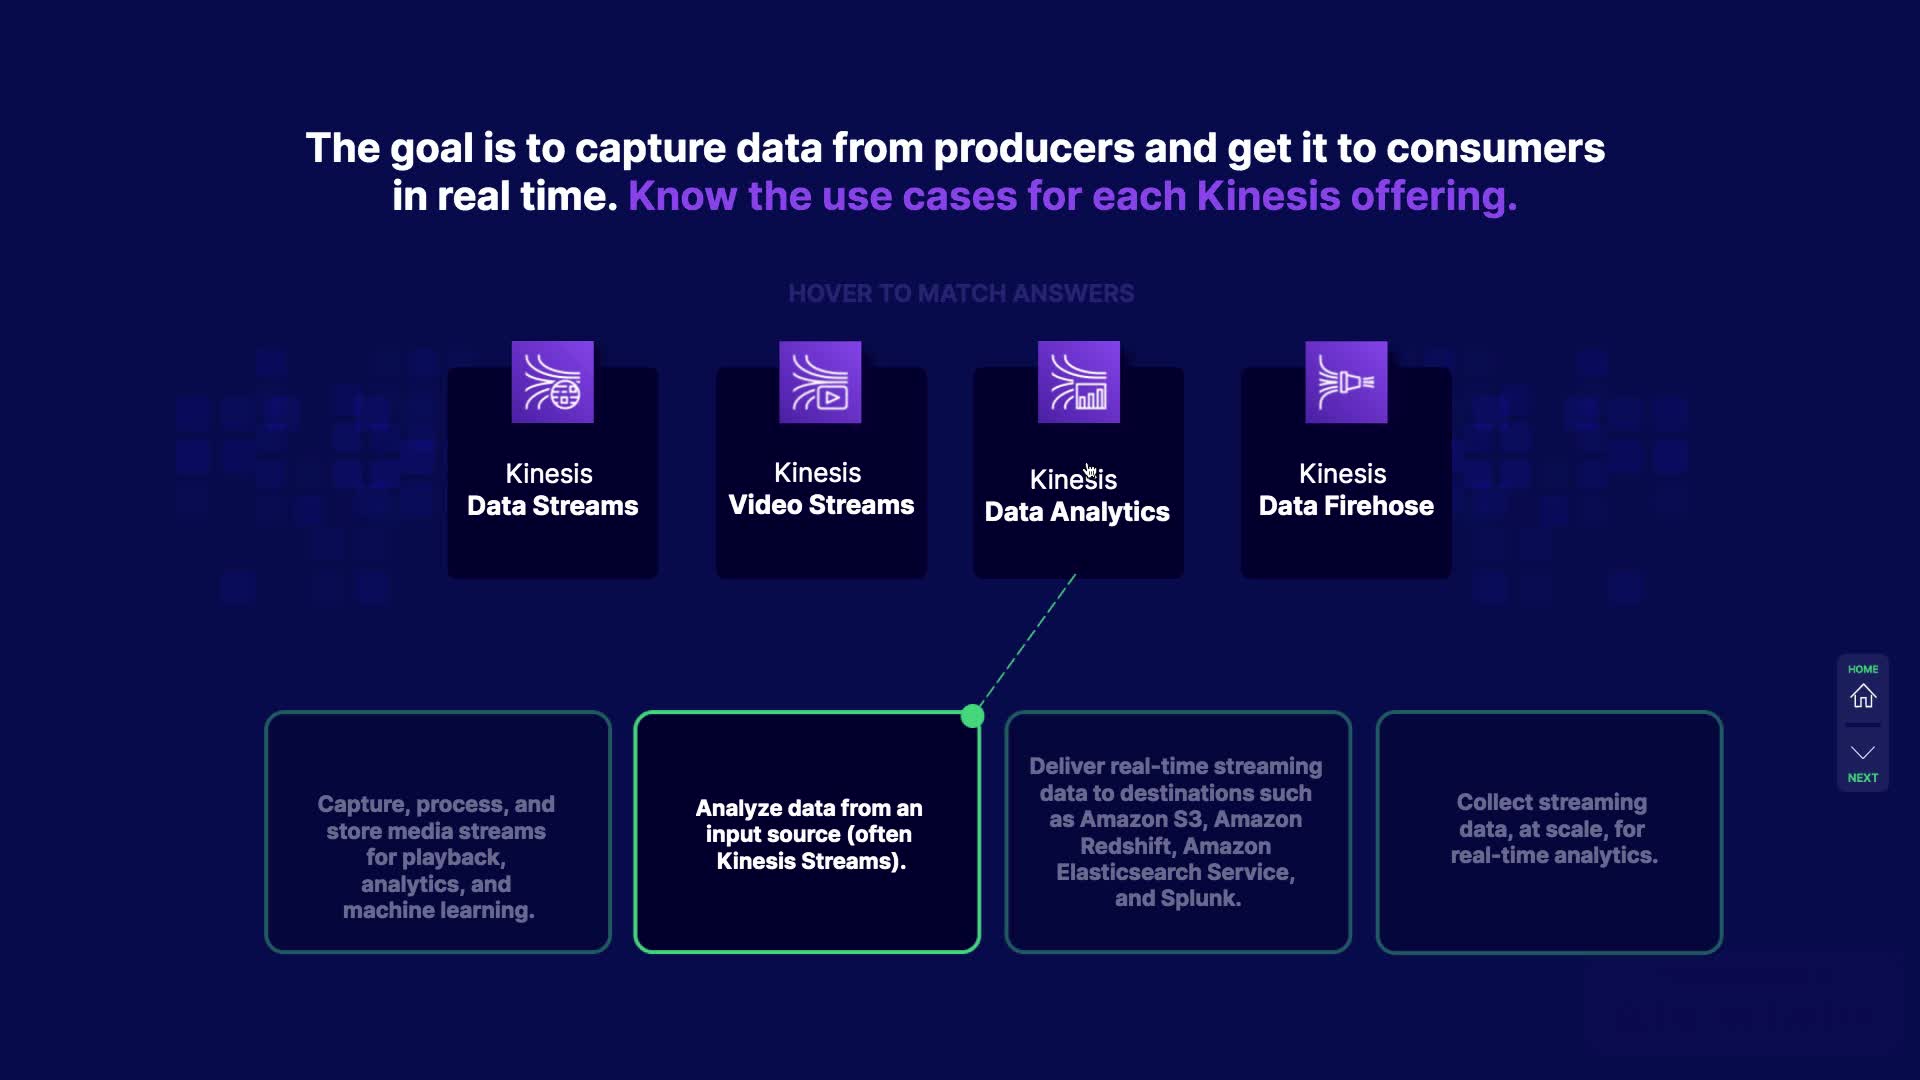 The goal is to capture data from producers and get it to consumers
in real time. Know the use cases for each Kinesis offering.
HOVER TO MATCH ANSWERS
Kinesis
Data Streams
Kinesis
Video Streams
Kinesis
Data Analytics
Kinesis
Data Firehose
HOME
NEXT
Capture, process, and
store media streams
for playback,
analytics, and
machine learning.
Analyze data from an
input source (often
Kinesis Streams).
Deliver real-time streaming
data to destinations such
as Amazon S3, Amazon
Redshift, Amazon
Elasticsearch Service,
and Splunk.
Collect streaming
data, at scale, for
real-time analytics.